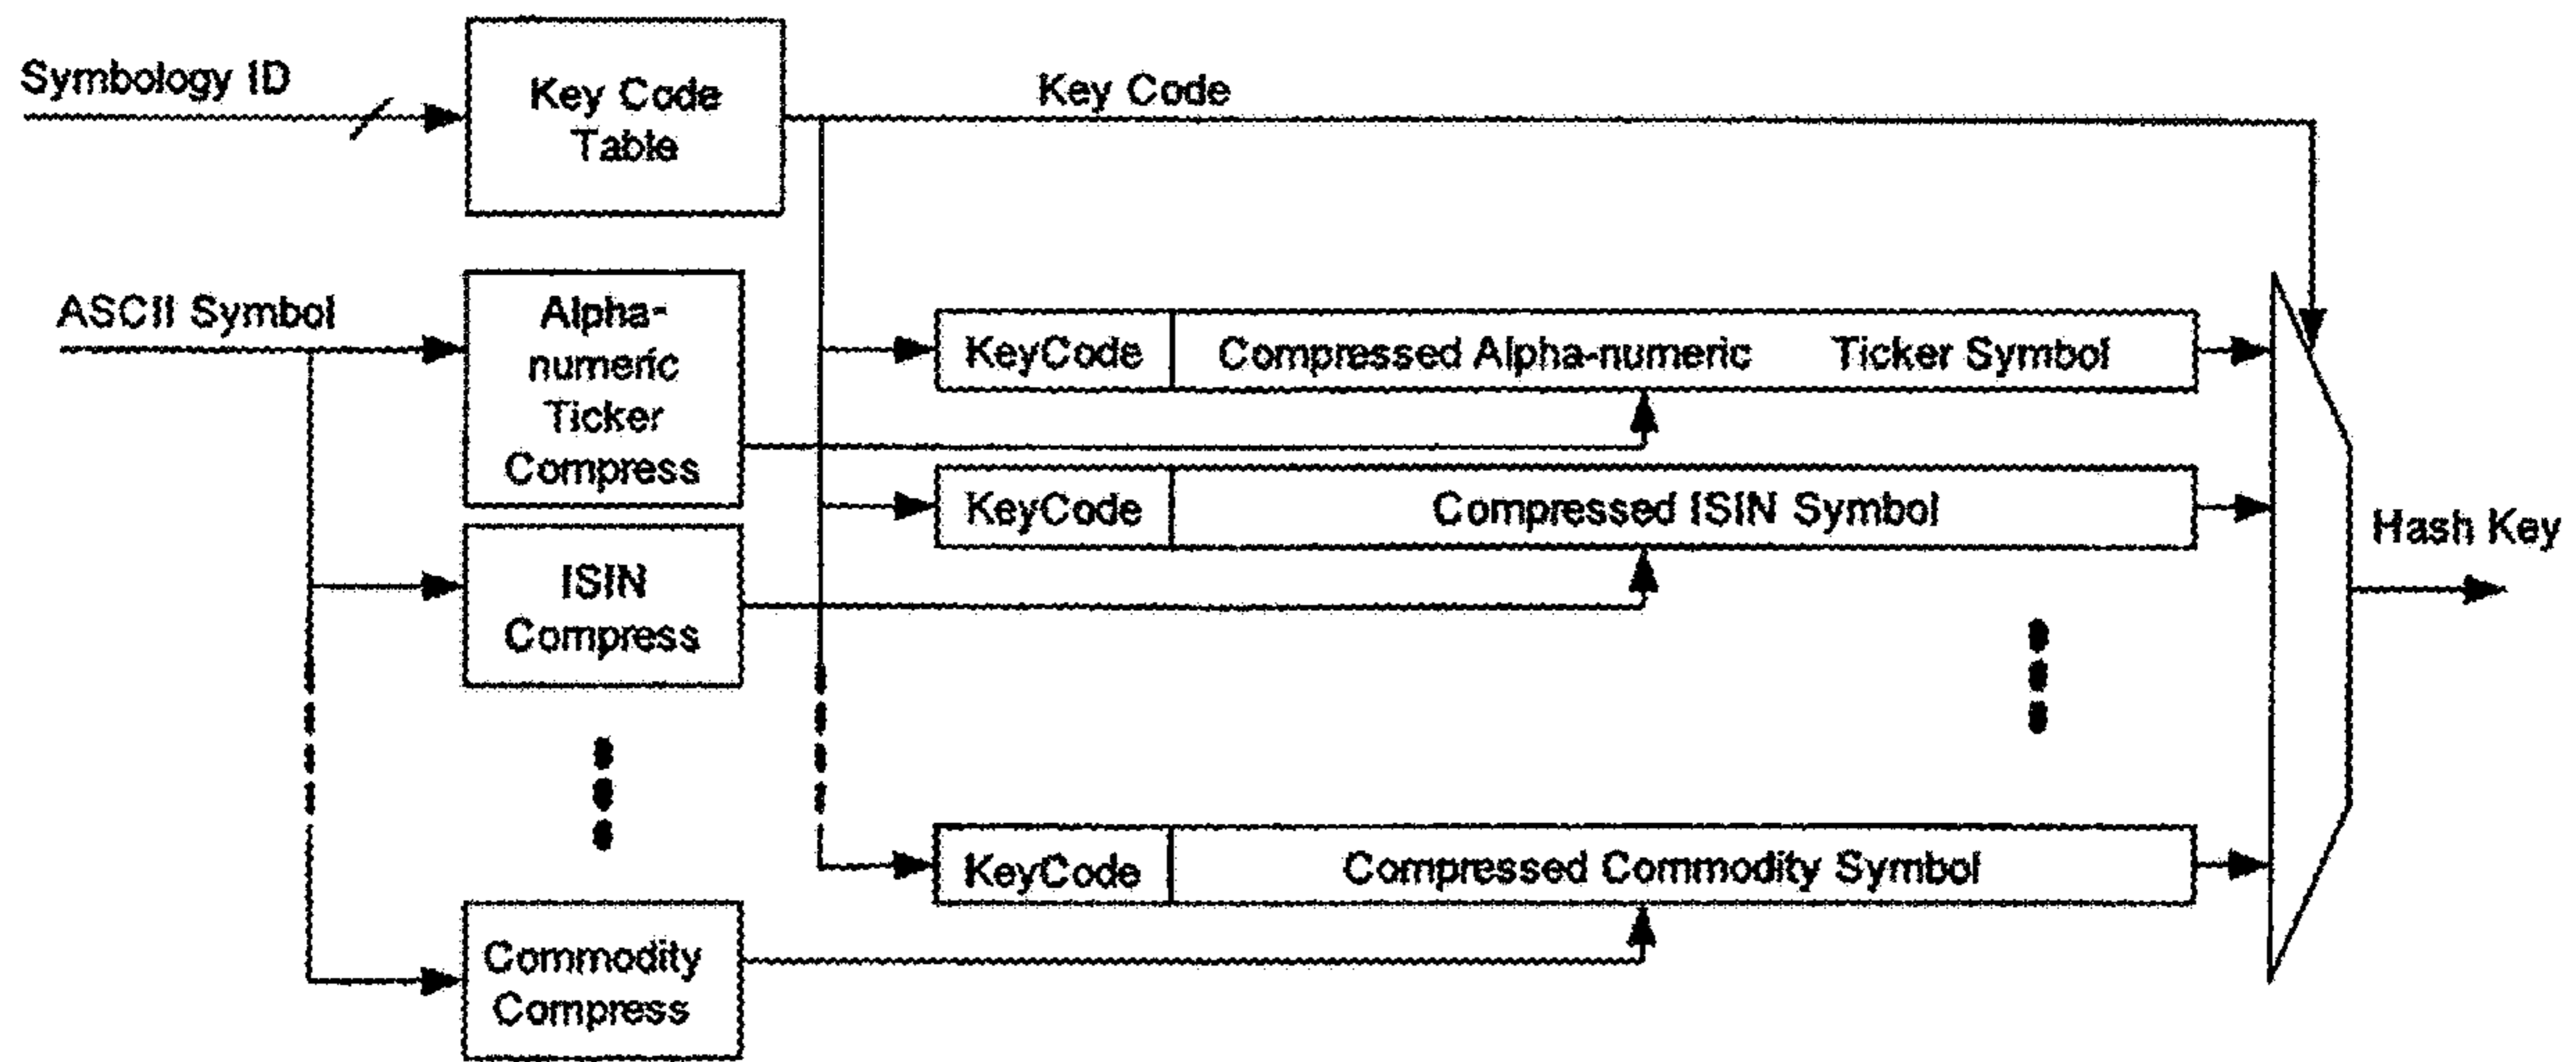 Symbology ID
Key Code
Table
Key Code
ASCII Symbol
Alpha-
numeric
Ticker
Compress
KeyCode
Compressed Alpha-numeric Ticker Symbol
KeyCode
Compressed ISIN Symbol
Hash Key
ISIN
Compress
KeyCode
Compressed Commodity Symbol
Commodity
Compress